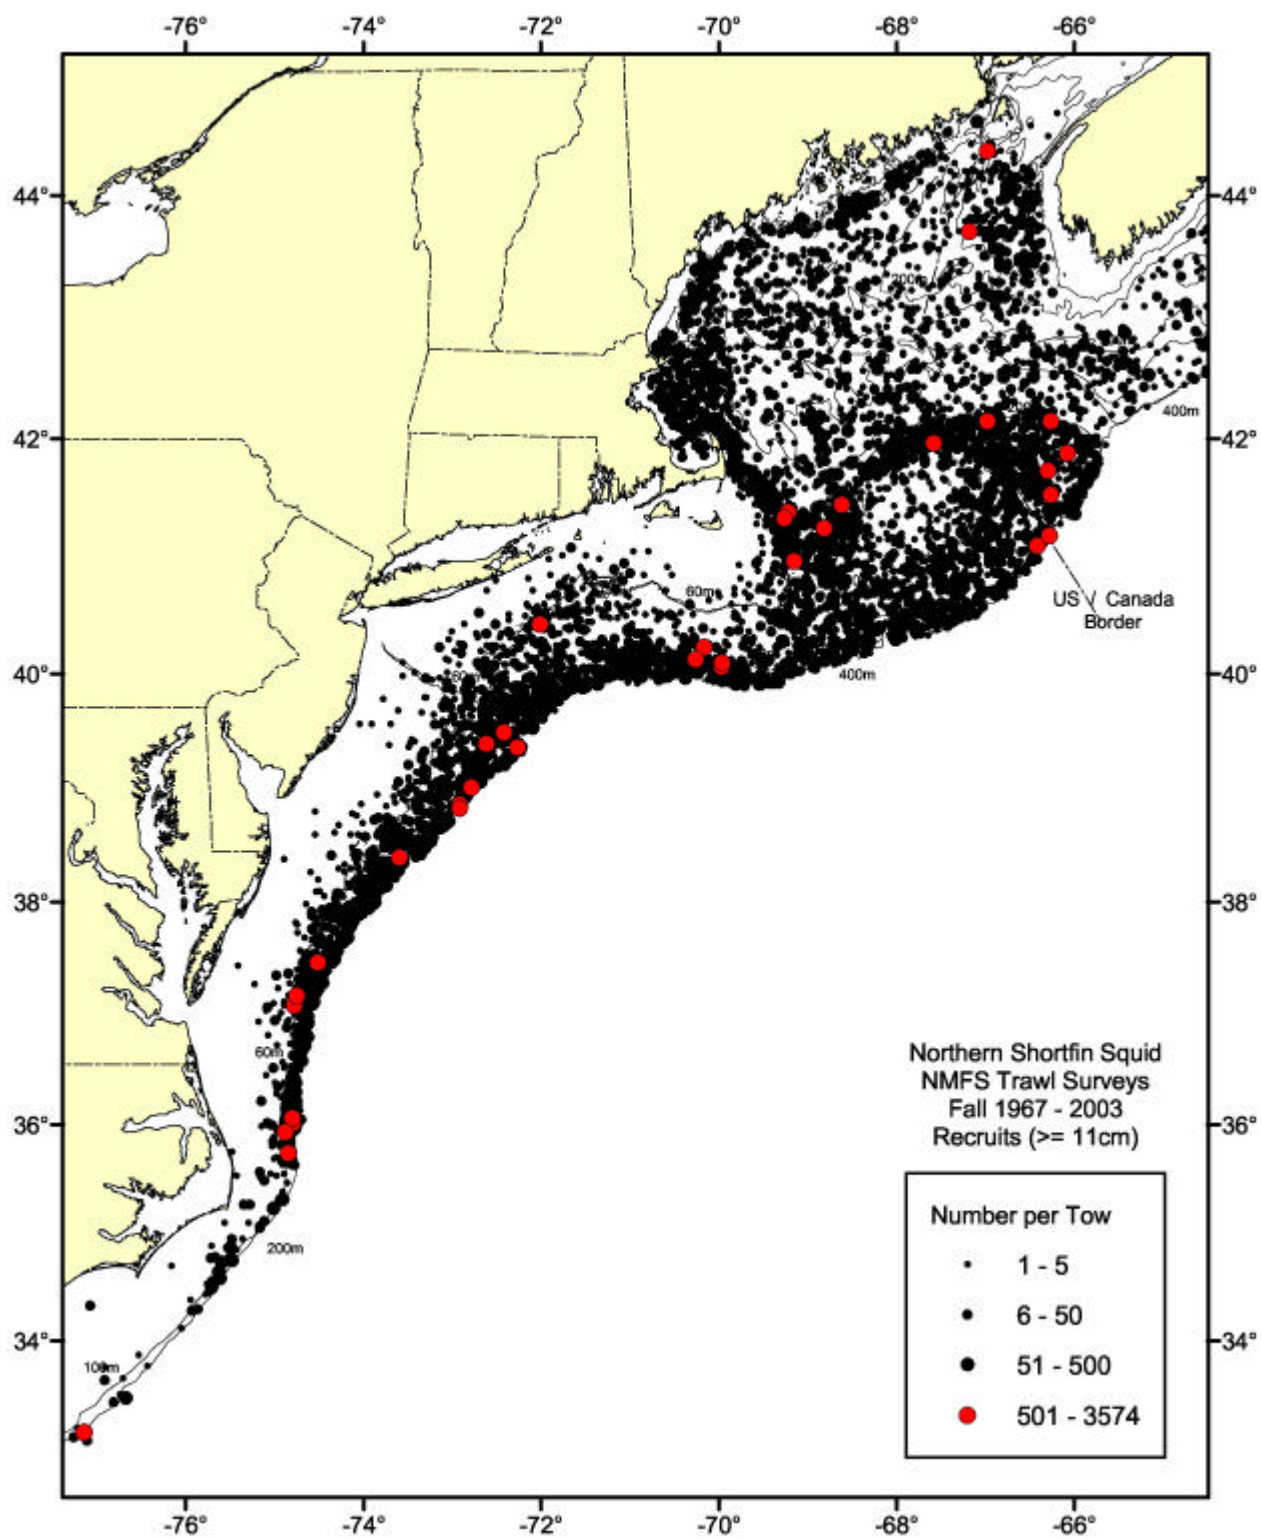 -76° -74° -72° -70° -68° -66°
44° 44°
200m
400m
42° 42°
60m
US / Canada
Border
60m
40° 400m 40°
38° 38°
60m
Northern Shortfin Squid
NMFS Trawl Surveys
Fall 1967 - 2003
Recruits (>= 11cm)
36° 36°
Number per Tow
200m
1 - 5
6 - 50
34° 34°
100m
51 - 500
501 - 3574
-76° -74° -72° -70° -68° -66°